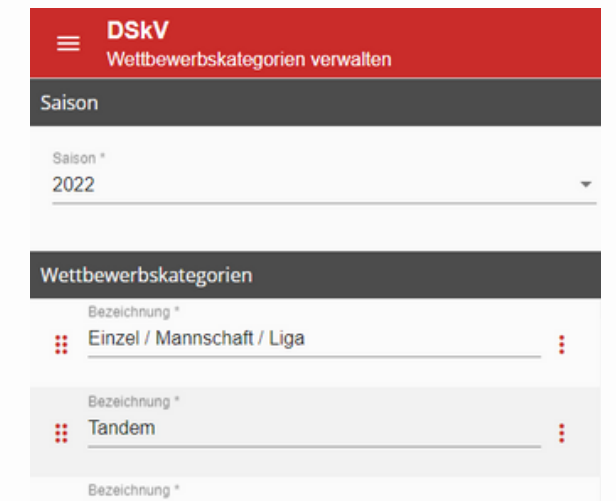 DSkV
Wettbewerbskategorien verwalten
Saison
Saison *
2022
Wettbewerbskategorien
Bezeichnung *
Einzel / Mannschaft / Liga
Bezeichnung *
Tandem
Bezeichnung *